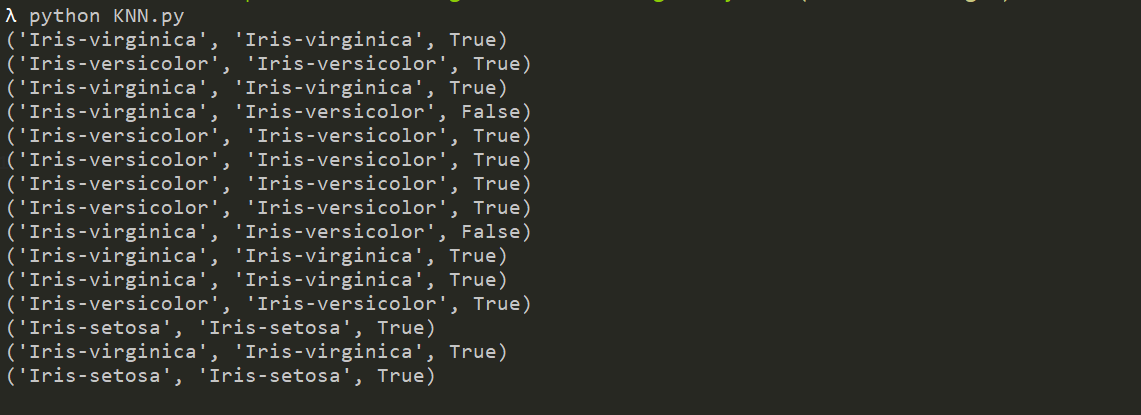 λ python KNN.py
('Iris-virginica', 'Iris-virginica', True)
('Iris-versicolor', 'Iris-versicolor', True)
('Iris-virginica', 'Iris-virginica', True)
('Iris-virginica', 'Iris-versicolor', False)
('Iris-versicolor', 'Iris-versicolor', True)
('Iris-versicolor', 'Iris-versicolor', True)
('Iris-versicolor', 'Iris-versicolor', True)
('Iris-versicolor', 'Iris-versicolor', True)
('Iris-virginica', 'Iris-versicolor', False)
('Iris-virginica', 'Iris-virginica', True)
('Iris-virginica', 'Iris-virginica', True)
('Iris-versicolor', 'Iris-versicolor', True)
('Iris-setosa', 'Iris-setosa', True)
('Iris-virginica', 'Iris-virginica', True)
('Iris-setosa', 'Iris-setosa', True)